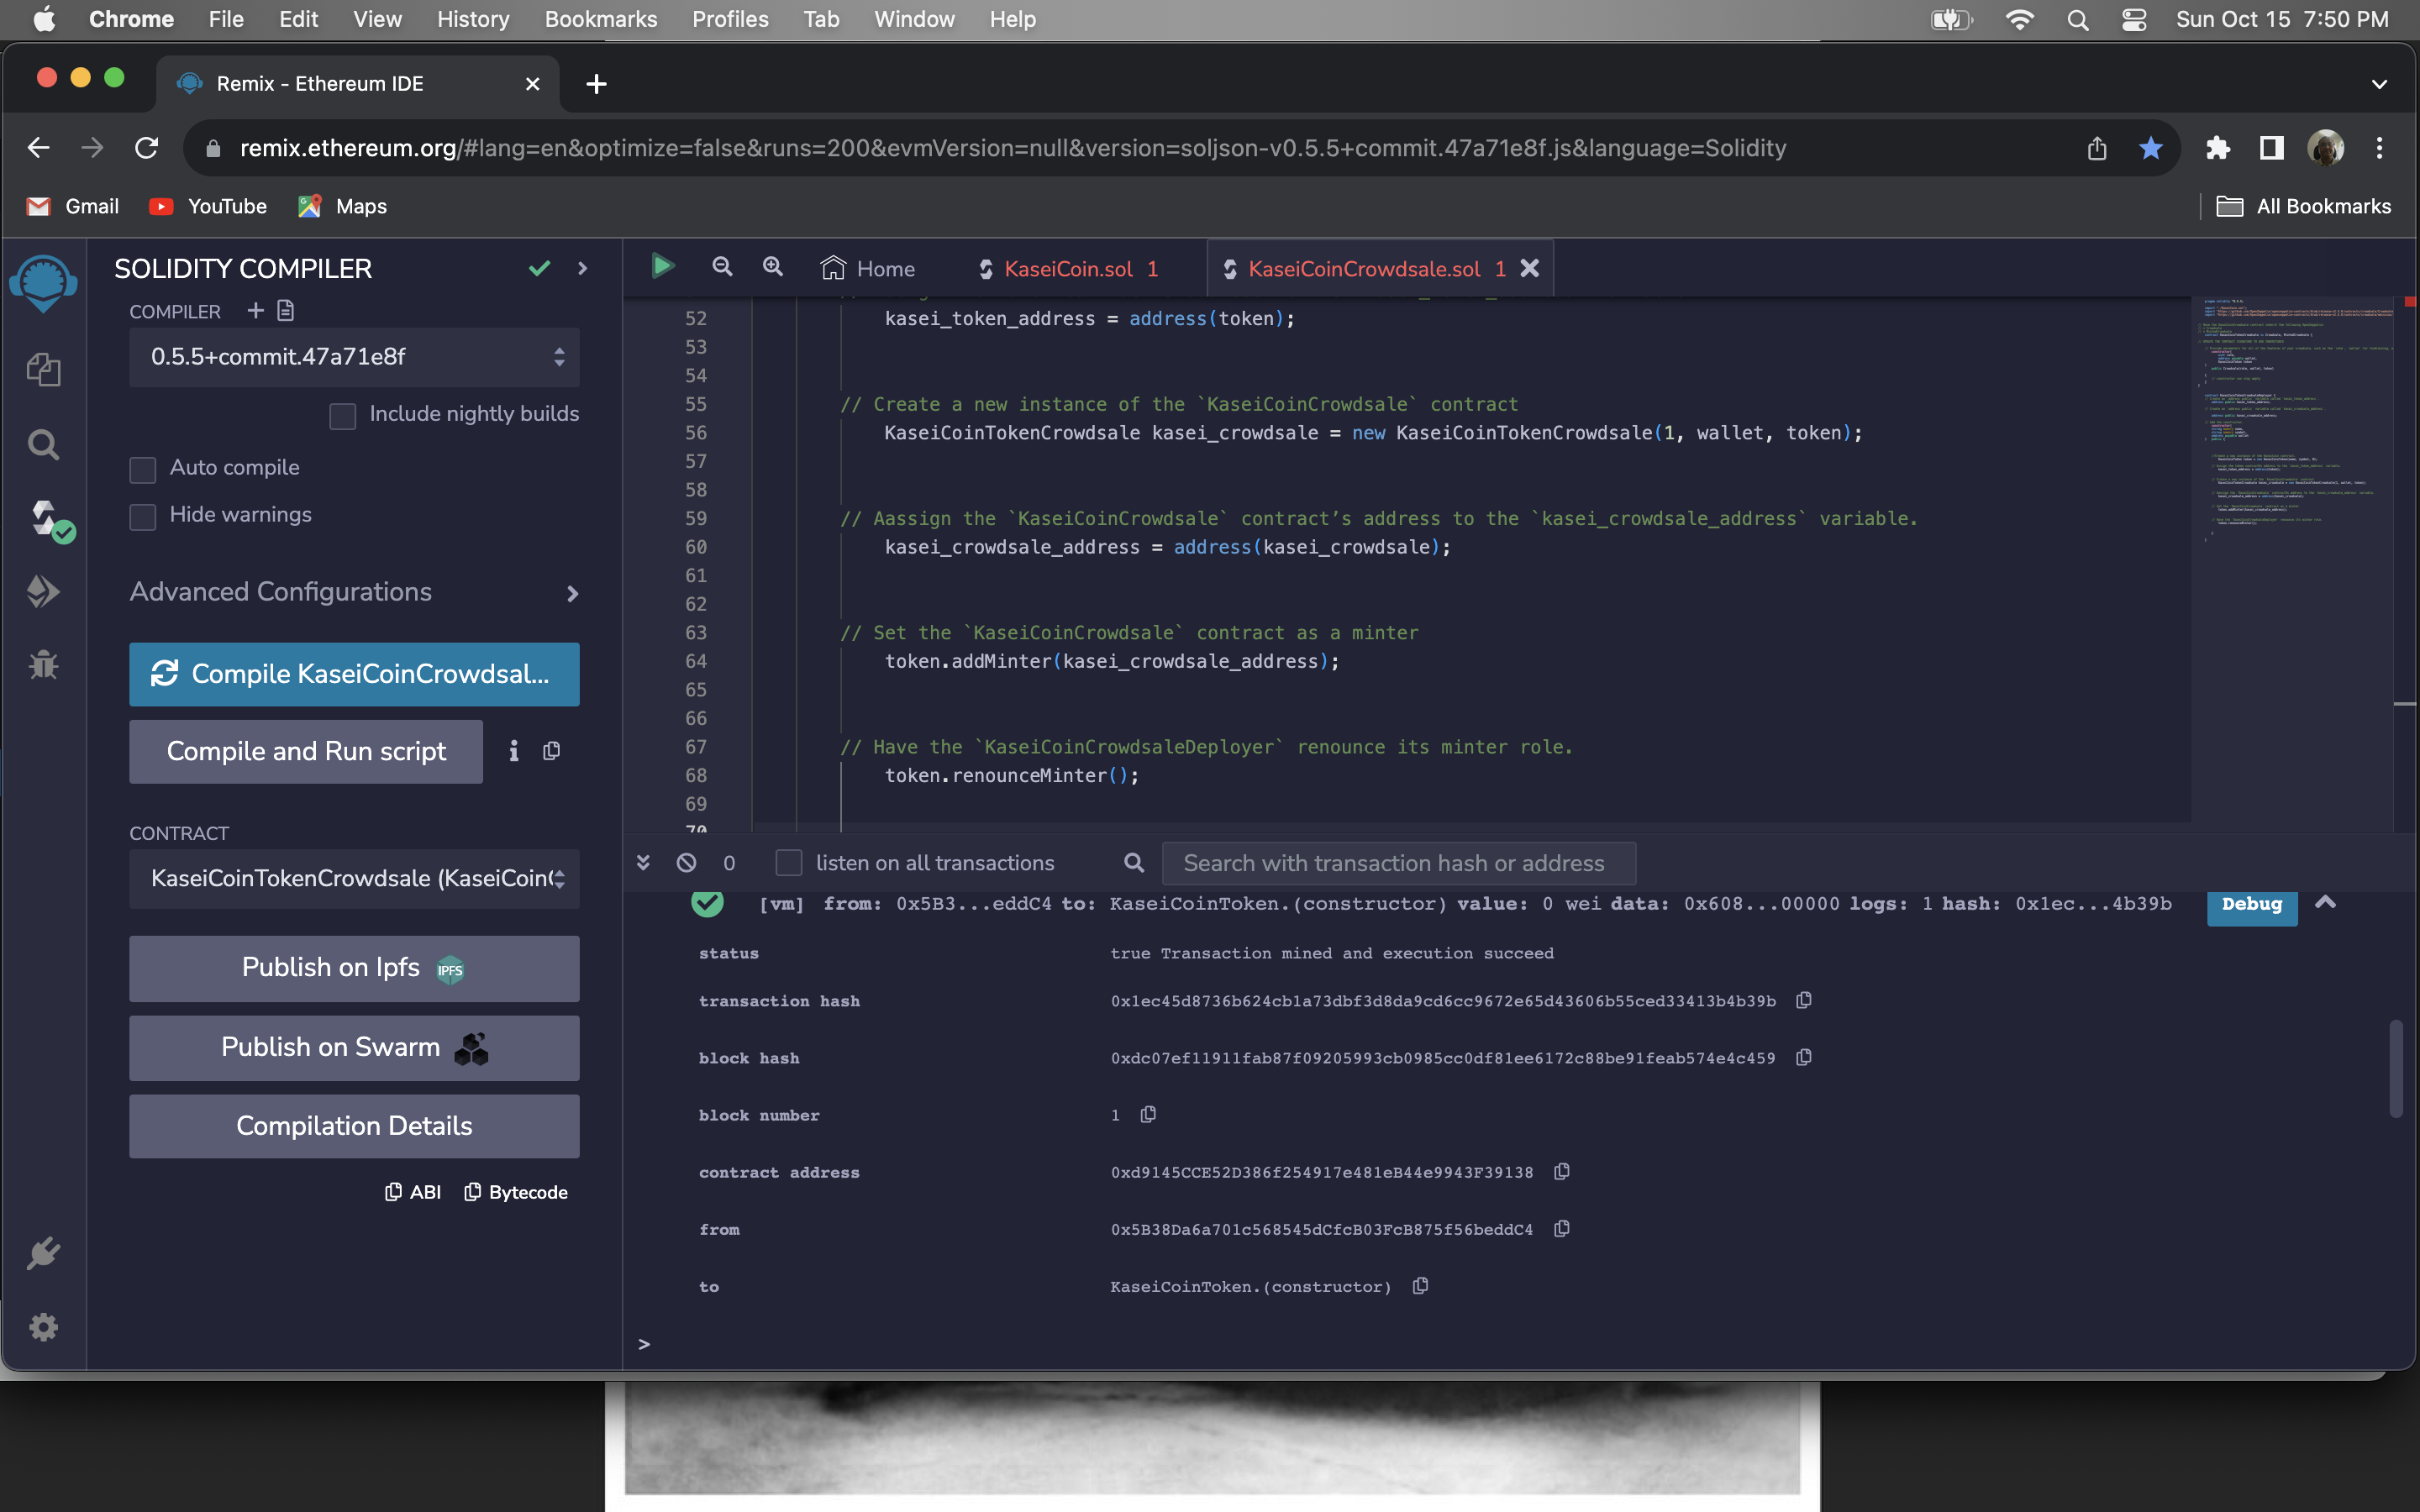 Chrome File Edit View History Bookmarks Profiles Tab Window Help Sun Oct 15 7:50 PM
Remix - Ethereum IDE
remix.ethereum.org/#lang=en&optimize=false&runs=200&evmVersion=null&version=soljson-v0.5.5+commit.47a71e8f.js&language=Solidity
Gmail YouTube Maps All Bookmarks
SOLIDITY COMPILER
COMPILER
0.5.5+commit.47a71e8f
Include nightly builds
Auto compile
Hide warnings
Advanced Configurations
Compile KaseiCoinCrowdsal...
Compile and Run script
CONTRACT
KaseiCoinTokenCrowdsale (KaseiCoin
Publish on Ipfs IPFS
Publish on Swarm
Compilation Details
ABI Bytecode
Home KaseiCoin.sol 1 KaseiCoinCrowdsale.sol 1
52 kasei_token_address = address(token);
53
54
55 // Create a new instance of the `KaseiCoinCrowdsale` contract
56 KaseiCoinTokenCrowdsale kasei_crowdsale = new KaseiCoinTokenCrowdsale(1, wallet, token);
57
58
59 // Aassign the `KaseiCoinCrowdsale` contract’s address to the `kasei_crowdsale_address` variable.
60 kasei_crowdsale_address = address(kasei_crowdsale);
61
62
63 // Set the `KaseiCoinCrowdsale` contract as a minter
64 token.addMinter(kasei_crowdsale_address);
65
66
67 // Have the `KaseiCoinCrowdsaleDeployer` renounce its minter role.
68 token.renounceMinter();
69
70
0 listen on all transactions Search with transaction hash or address
[vm] from: 0x5B3...eddC4 to: KaseiCoinToken.(constructor) value: 0 wei data: 0x608...00000 logs: 1 hash: 0x1ec...4b39b Debug
status true Transaction mined and execution succeed
transaction hash 0x1ec45d8736b624cb1a73dbf3d8da9cd6cc9672e65d43606b55ced33413b4b39b
block hash 0xdc07ef11911fab87f09205993cb0985cc0df81ee6172c88be91feab574e4c459
block number 1
contract address 0xd9145CCE52D386f254917e481eB44e9943F39138
from 0x5B38Da6a701c568545dCfcB03FcB875f56beddC4
to KaseiCoinToken.(constructor)
>